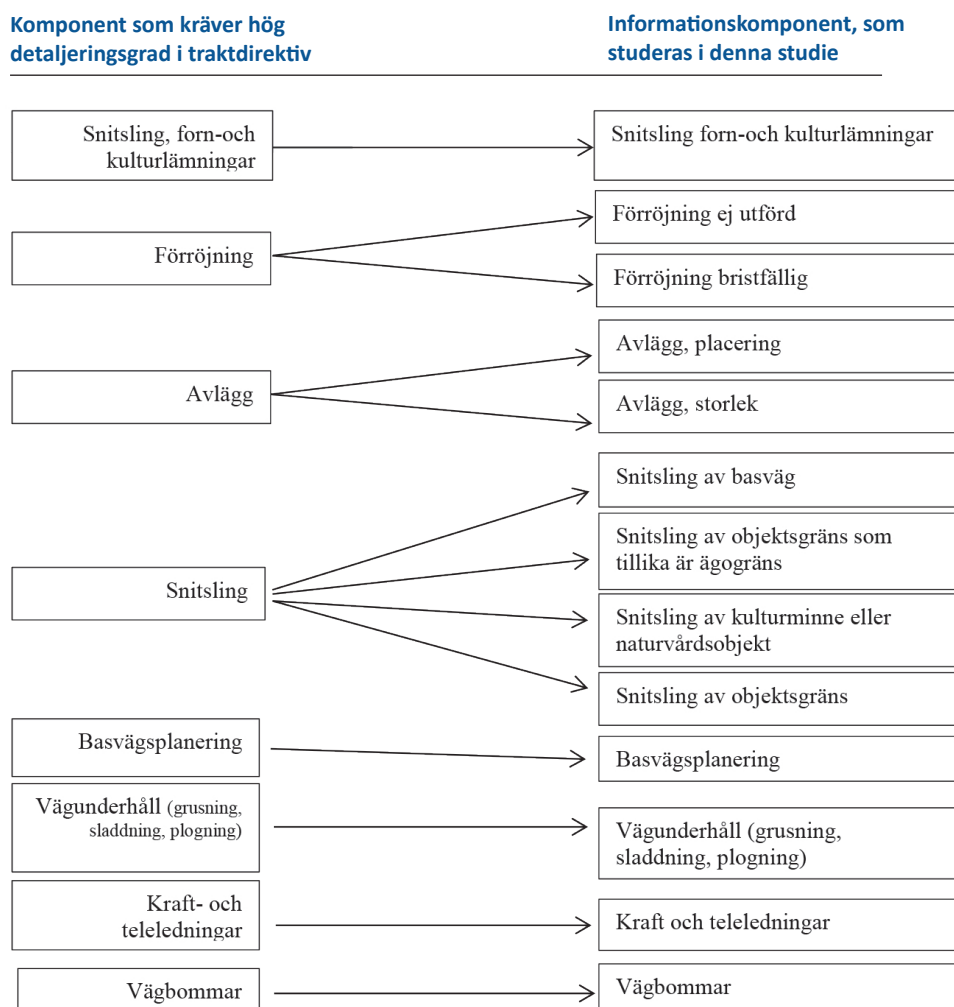 Komponent som kräver hög
detaljeringsgrad i traktdirektiv
Informationskomponent, som
studeras i denna studie
Snitsling, forn-och
kulturlämningar
Snitsling forn-och kulturlämningar
Förröjning
Förröjning ej utförd
Förröjning bristfällig
Avlägg
Avlägg, placering
Avlägg, storlek
Snitsling
Snitsling av basväg
Snitsling av objektsgräns som
tillika är ägogräns
Snitsling av kulturminne eller
naturvårdsobjekt
Snitsling av objektsgräns
Basvägsplanering
Basvägsplanering
Vägunderhåll (grusning,
sladdning, plogning)
Vägunderhåll (grusning,
sladdning, plogning)
Kraft- och
teleledningar
Kraft och teleledningar
Vägbommar
Vägbommar